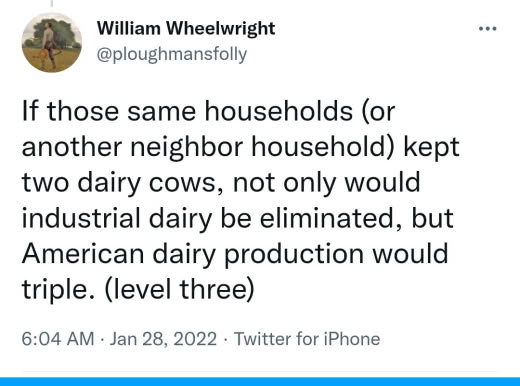 William Wheelwright
@ploughmansfolly
If those same households (or
another neighbor household) kept
two dairy cows, not only would
industrial dairy be eliminated, but
American dairy production would
triple. (level three)
6:04 AM · Jan 28, 2022 · Twitter for iPhone